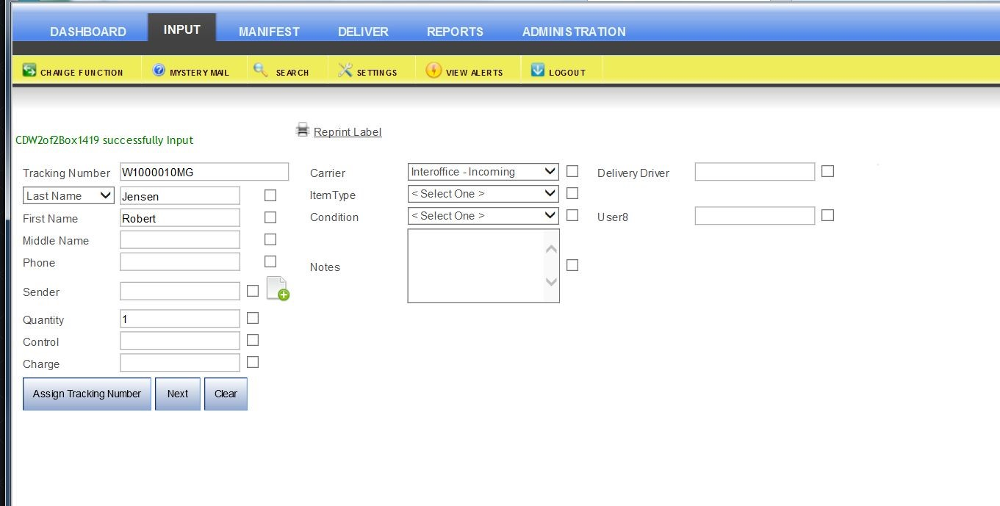 DASHBOARD INPUT MANIFEST DELIVER REPORTS ADMINISTRATION
CHANGE FUNCTION MYSTERY MAIL SEARCH SETTINGS VIEW ALERTS LOGOUT
Reprint Label
CDW2of2Box1419 successfully Input
Tracking Number W1000010MG Carrier Interoffice - Incoming Delivery Driver
Last Name Jensen ItemType < Select One >
First Name Robert Condition < Select One > User8
Middle Name
Phone Notes
Sender
Quantity 1
Control
Charge
Assign Tracking Number Next Clear